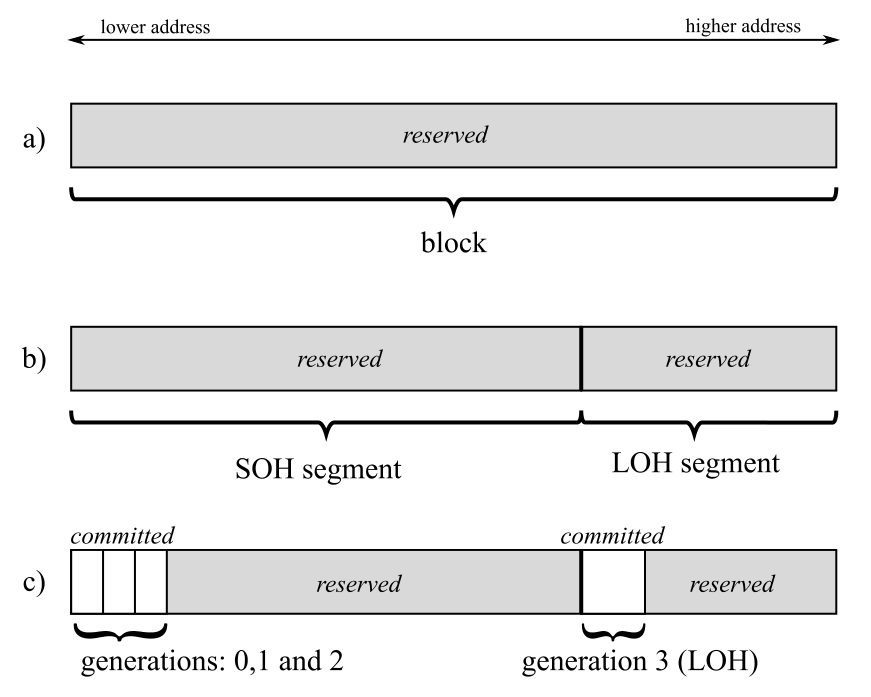 lower address
higher address
a)
reserved
block
b)
reserved
reserved
SOH segment
LOH segment
committed
committed
c)
reserved
reserved
generations: 0,1 and 2
generation 3 (LOH)